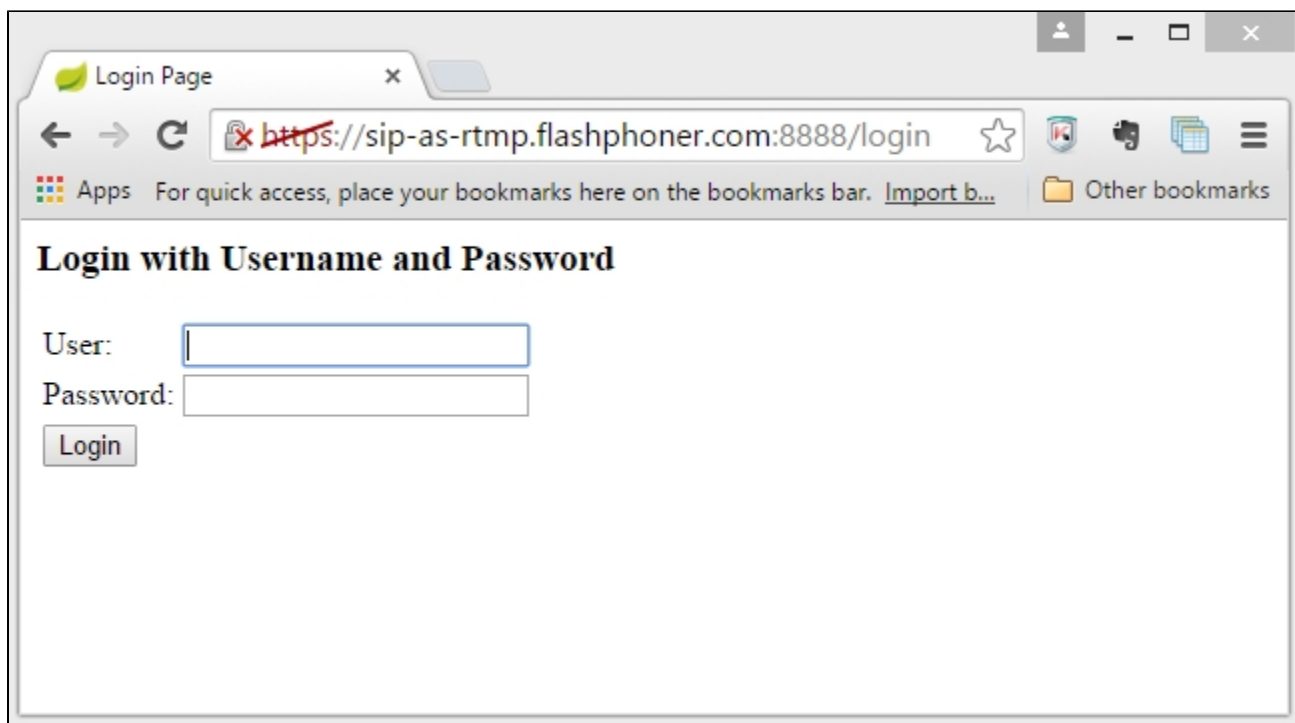 Login Page
https://sip-as-rtmp.flashphoner.com:8888/login
Apps For quick access, place your bookmarks here on the bookmarks bar. Import b... Other bookmarks
Login with Username and Password
User:
Password:
Login